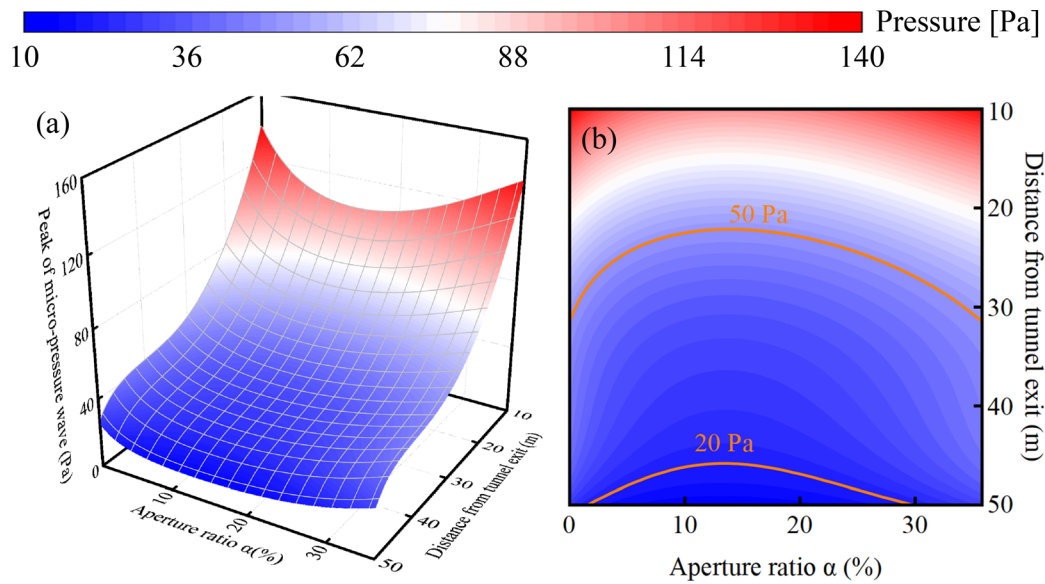 Pressure [Pa]
10 36 62 88 114 140
(a)
160
120
80
40
0
Peak of micro-pressure wave (Pa)
10
20
30
Aperture ratio α(%)
10
20
30
40
50
Distance from tunnel exit (m)
(b)
50 Pa
20 Pa
10
20
30
40
50
Distance from tunnel exit (m)
0 10 20 30
Aperture ratio α (%)